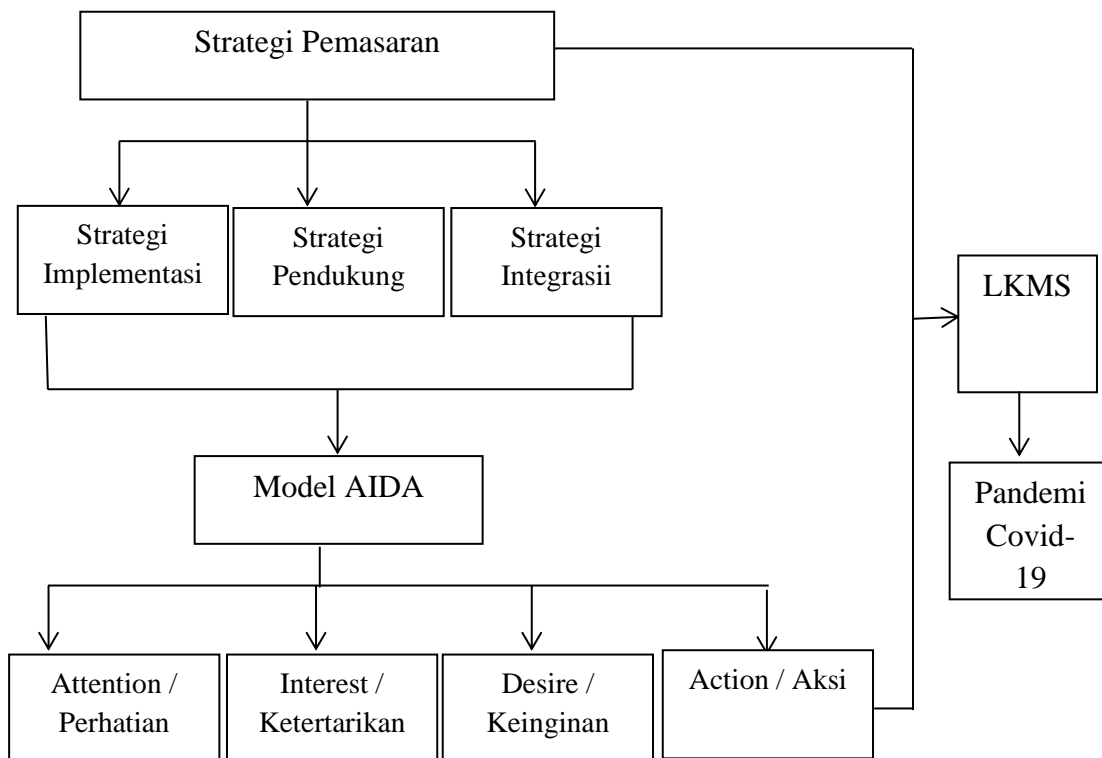 Strategi Pemasaran
Strategi
Implementasi
Strategi
Pendukung
Strategi
Integrasii
LKMS
Model AIDA
Pandemi
Covid-
19
Attention /
Perhatian
Interest /
Ketertarikan
Desire /
Keinginan
Action / Aksi